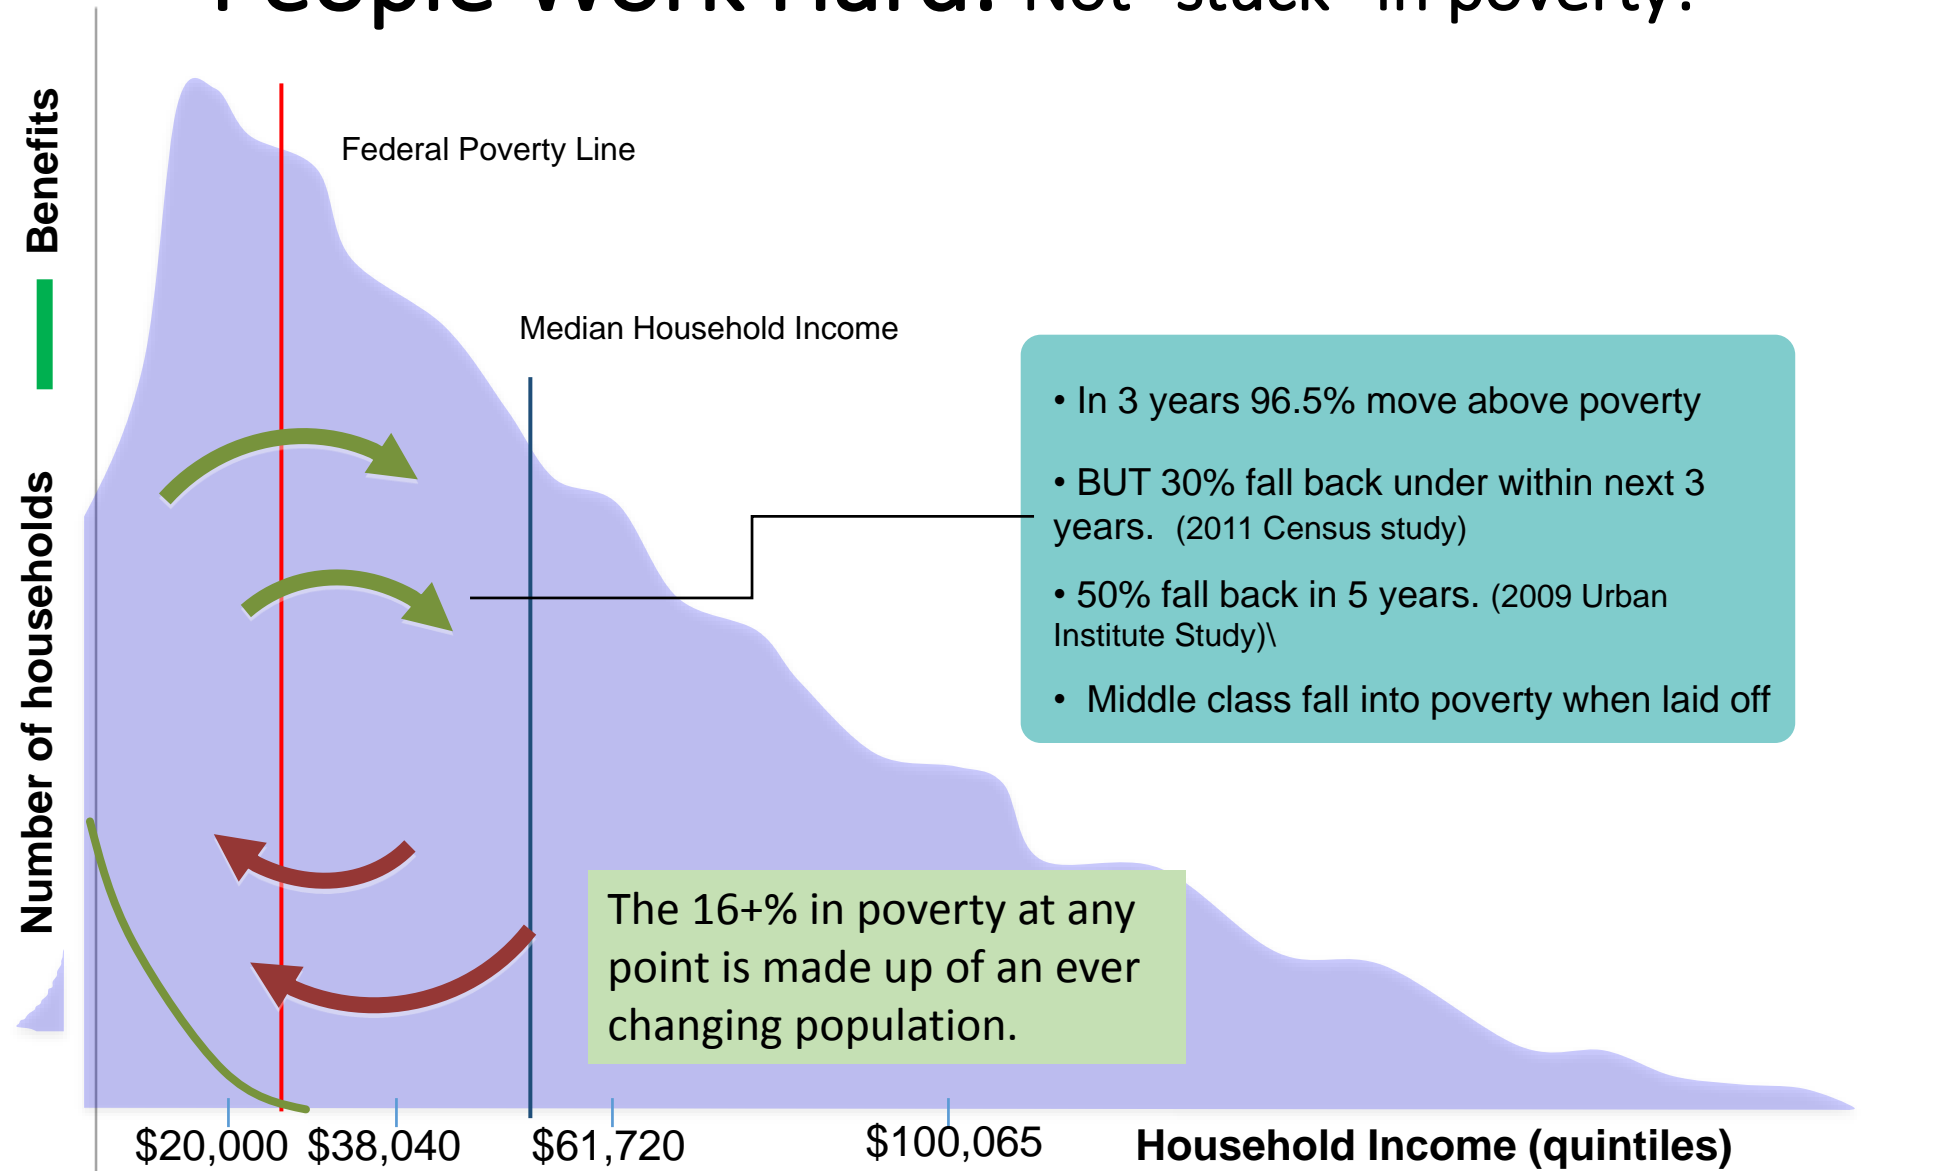 People Work Hard! Not "stuck" in poverty!
Benefits
Federal Poverty Line
Median Household Income
• In 3 years 96.5% move above poverty
• BUT 30% fall back under within next 3
years. (2011 Census study)
• 50% fall back in 5 years. (2009 Urban
Institute Study)\
• Middle class fall into poverty when laid off
Number of households
The 16+% in poverty at any
point is made up of an ever
changing population.
$20,000 $38,040 $61,720 $100,065 Household Income (quintiles)